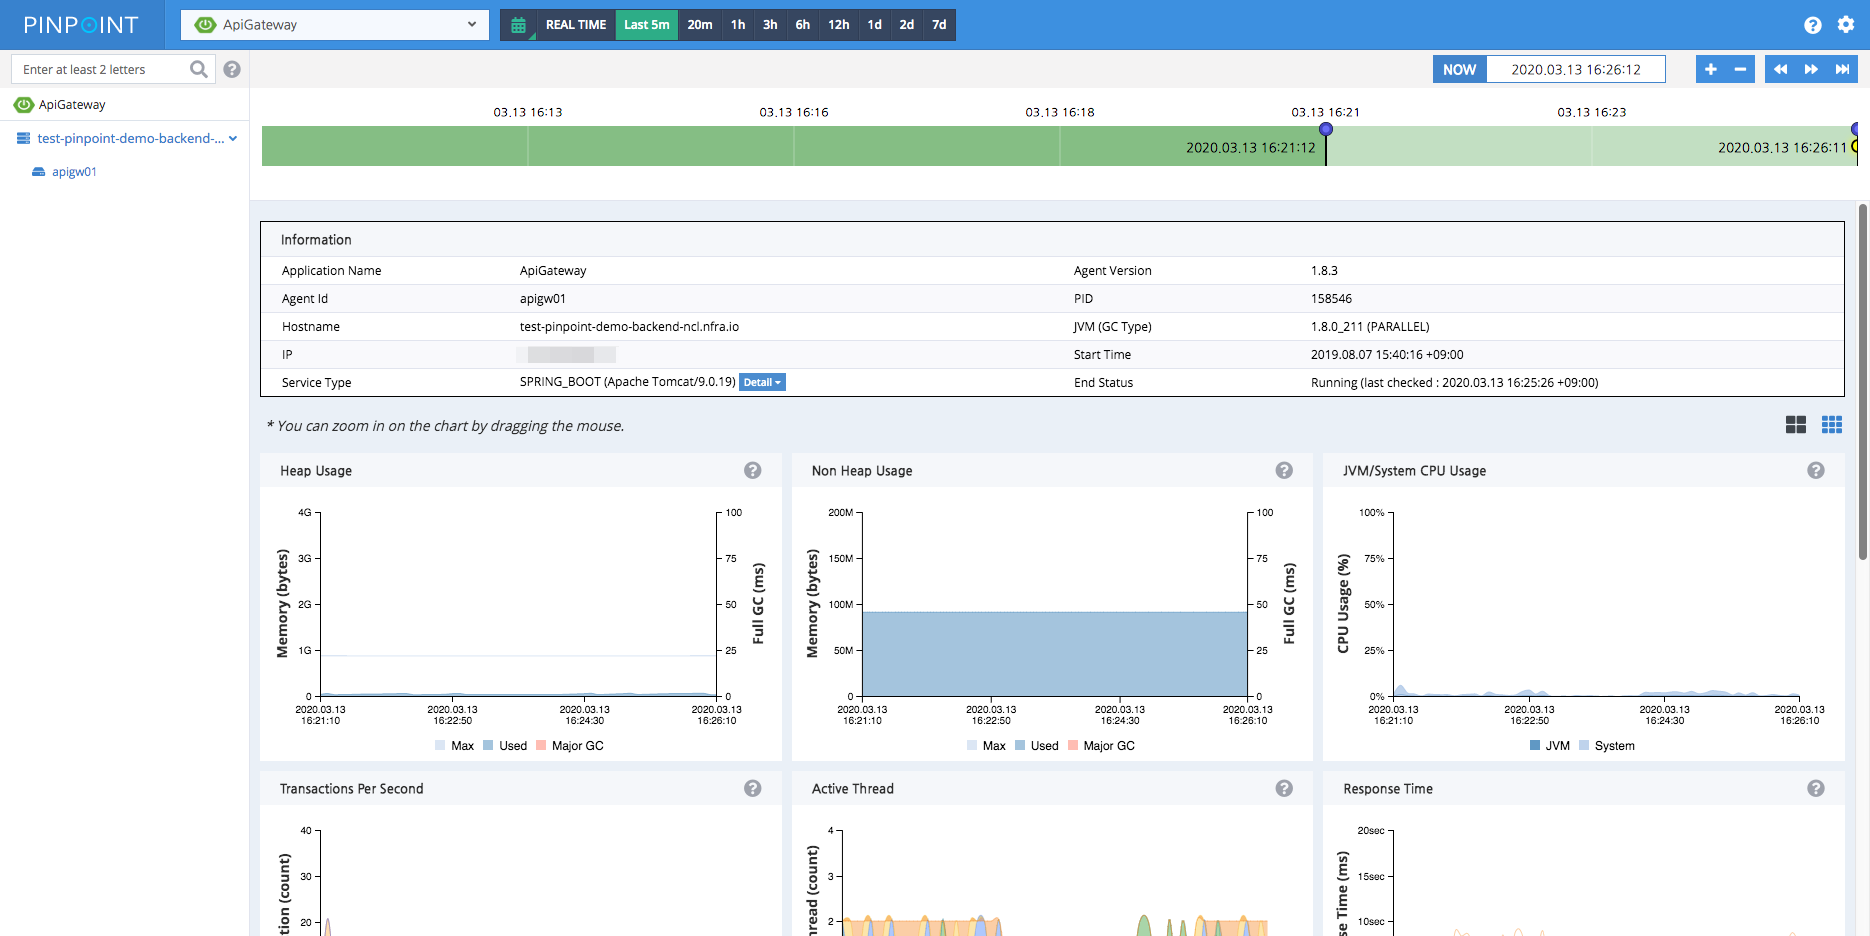 PINPOINT
ApiGateway
REAL TIME Last 5m 20m 1h 3h 6h 12h 1d 2d 7d
Enter at least 2 letters
NOW 2020.03.13 16:26:12
ApiGateway
test-pinpoint-demo-backend-...
apigw01
03.13 16:13 03.13 16:16 03.13 16:18 03.13 16:21 03.13 16:23
2020.03.13 16:21:12 2020.03.13 16:26:11
Information
Application Name ApiGateway Agent Version 1.8.3
Agent Id apigw01 PID 158546
Hostname test-pinpoint-demo-backend-ncl.nfra.io JVM (GC Type) 1.8.0_211 (PARALLEL)
IP Start Time 2019.08.07 15:40:16 +09:00
Service Type SPRING_BOOT (Apache Tomcat/9.0.19) Detail End Status Running (last checked : 2020.03.13 16:25:26 +09:00)
* You can zoom in on the chart by dragging the mouse.
Heap Usage
Memory (bytes)
4G
3G
2G
1G
0
100
75
50
25
0
Full GC (ms)
2020.03.13 2020.03.13 2020.03.13 2020.03.13
16:21:10 16:22:50 16:24:30 16:26:10
Max Used Major GC
Non Heap Usage
Memory (bytes)
200M
150M
100M
50M
0
100
75
50
25
0
Full GC (ms)
2020.03.13 2020.03.13 2020.03.13 2020.03.13
16:21:10 16:22:50 16:24:30 16:26:10
Max Used Major GC
JVM/System CPU Usage
CPU Usage (%)
100%
75%
50%
25%
0%
2020.03.13 2020.03.13 2020.03.13 2020.03.13
16:21:10 16:22:50 16:24:30 16:26:10
JVM System
Transactions Per Second
tion (count)
40
30
20
Active Thread
hread (count)
4
3
2
Response Time
se Time (ms)
20sec
15sec
10sec